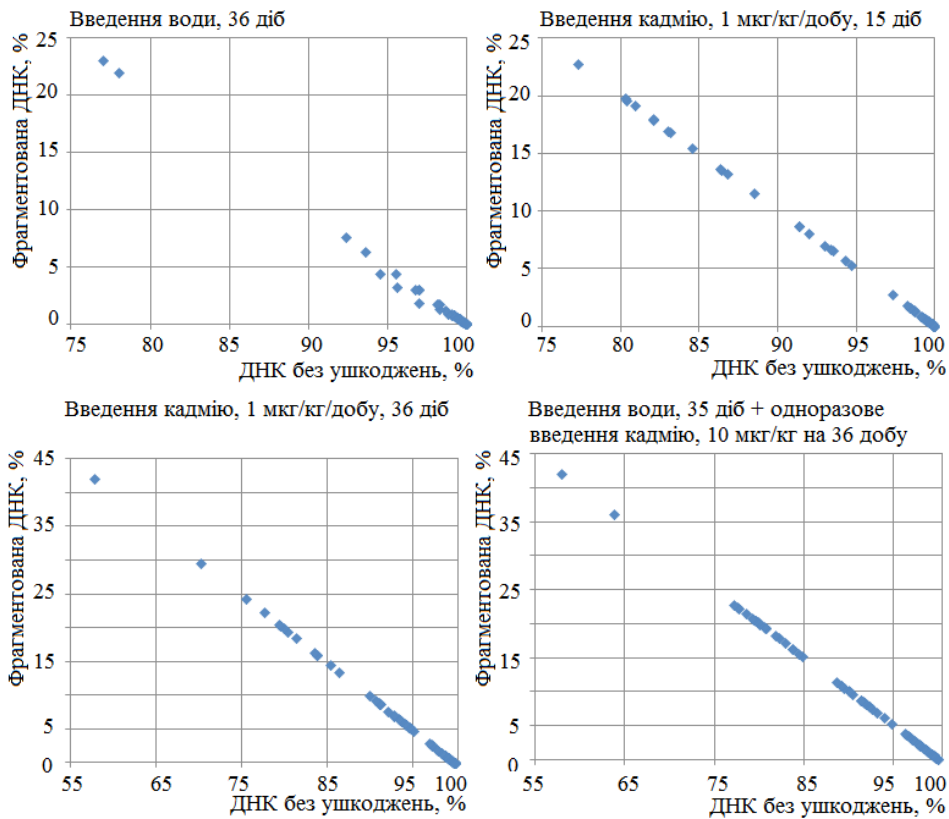 Введення води, 36 діб
Фрагментована ДНК, %
25
20
15
10
5
0
75 80 85 90 95 100
ДНК без ушкоджень, %
Введення кадмію, 1 мкг/кг/добу, 15 діб
Фрагментована ДНК, %
25
20
15
10
5
0
75 80 85 90 95 100
ДНК без ушкоджень, %
Введення кадмію, 1 мкг/кг/добу, 36 діб
Фрагментована ДНК, %
45
35
25
15
5
0
55 65 75 85 95 100
ДНК без ушкоджень, %
Введення води, 35 діб + одноразове
введення кадмію, 10 мкг/кг на 36 добу
Фрагментована ДНК, %
45
35
25
15
5
0
55 65 75 85 95 100
ДНК без ушкоджень, %